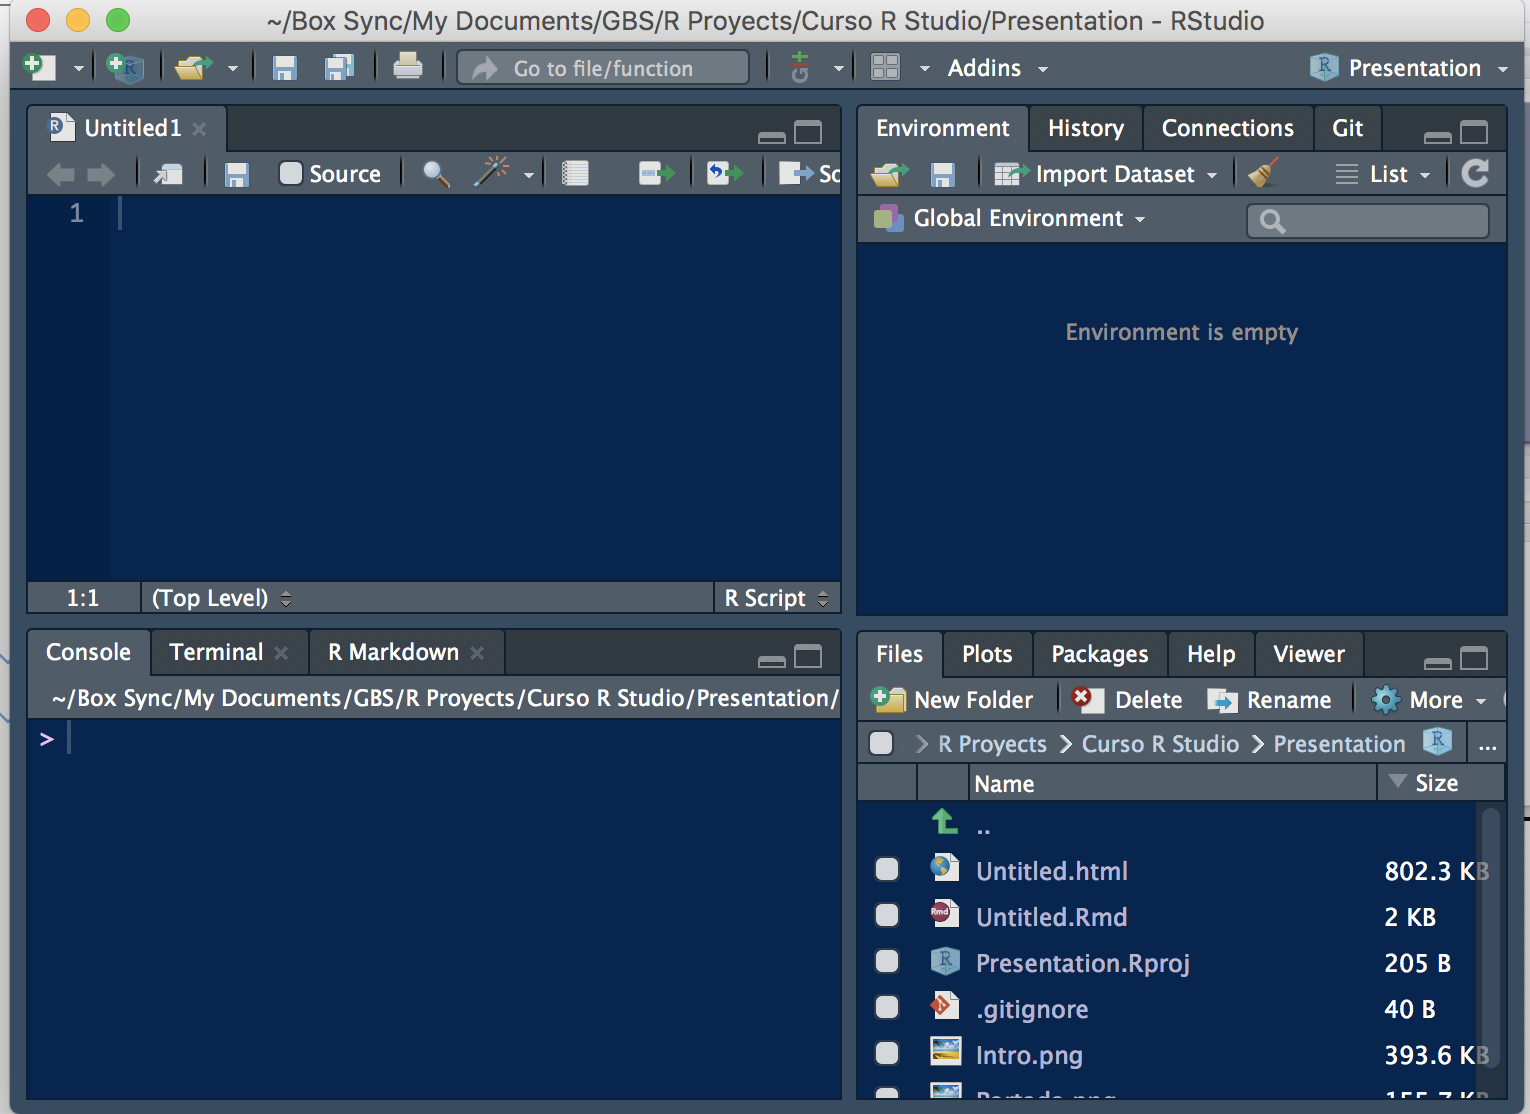 ~/Box Sync/My Documents/GBS/R Proyects/Curso R Studio/Presentation - RStudio
Go to file/function
Addins
Presentation
Untitled1
Source
1
1:1
(Top Level)
R Script
Environment
History
Connections
Git
Import Dataset
List
Global Environment
Environment is empty
Console
Terminal
R Markdown
~/Box Sync/My Documents/GBS/R Proyects/Curso R Studio/Presentation/
>
Files
Plots
Packages
Help
Viewer
New Folder
Delete
Rename
More
R Proyects > Curso R Studio > Presentation
...
Name
Size
..
Untitled.html 802.3 KB
Untitled.Rmd 2 KB
Presentation.Rproj 205 B
.gitignore 40 B
Intro.png 393.6 KB